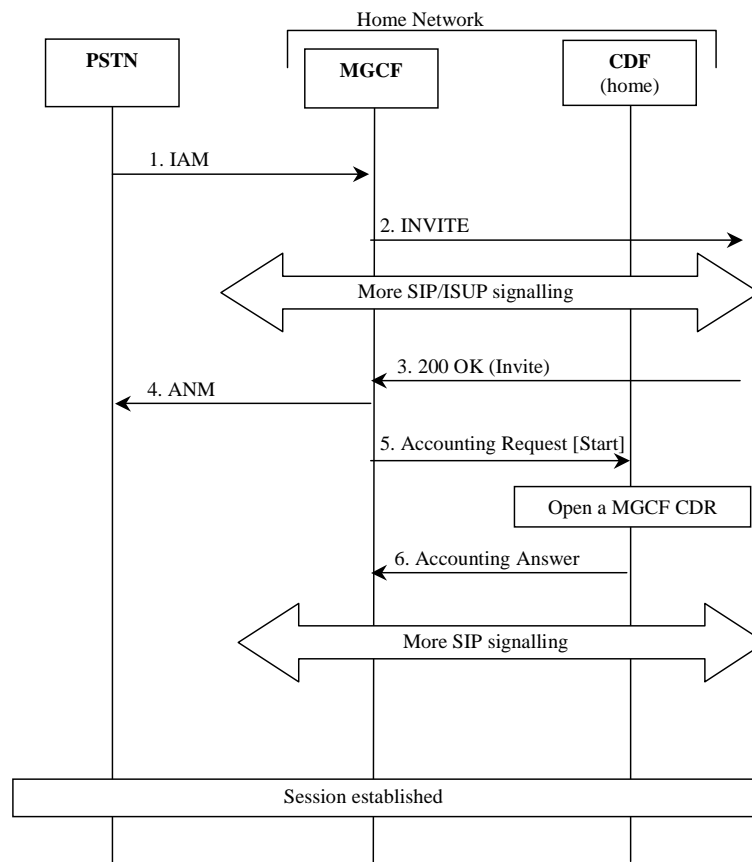 Home Network
PSTN
MGCF
CDF
(home)
1. IAM
2. INVITE
More SIP/ISUP signalling
3. 200 OK (Invite)
4. ANM
5. Accounting Request [Start]
Open a MGCF CDR
6. Accounting Answer
More SIP signalling
Session established